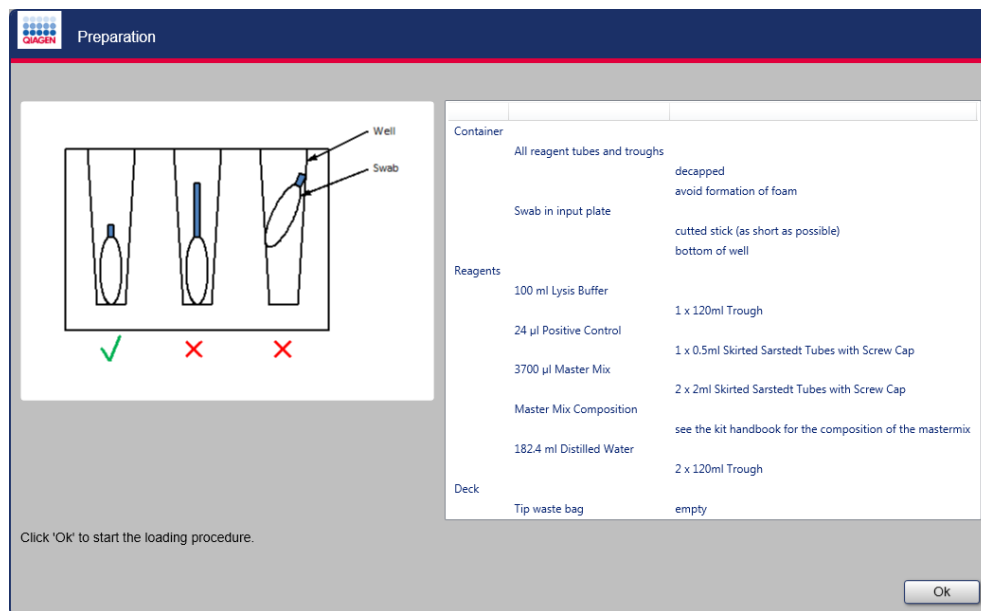 QIAGEN
Preparation
Well
Swab
Container
All reagent tubes and troughs
decapped
avoid formation of foam
Swab in input plate
cutted stick (as short as possible)
bottom of well
Reagents
100 ml Lysis Buffer
1 x 120ml Trough
24 µl Positive Control
1 x 0.5ml Skirted Sarstedt Tubes with Screw Cap
3700 µl Master Mix
2 x 2ml Skirted Sarstedt Tubes with Screw Cap
Master Mix Composition
see the kit handbook for the composition of the mastermix
182.4 ml Distilled Water
2 x 120ml Trough
Deck
Tip waste bag empty
Click 'Ok' to start the loading procedure.
Ok